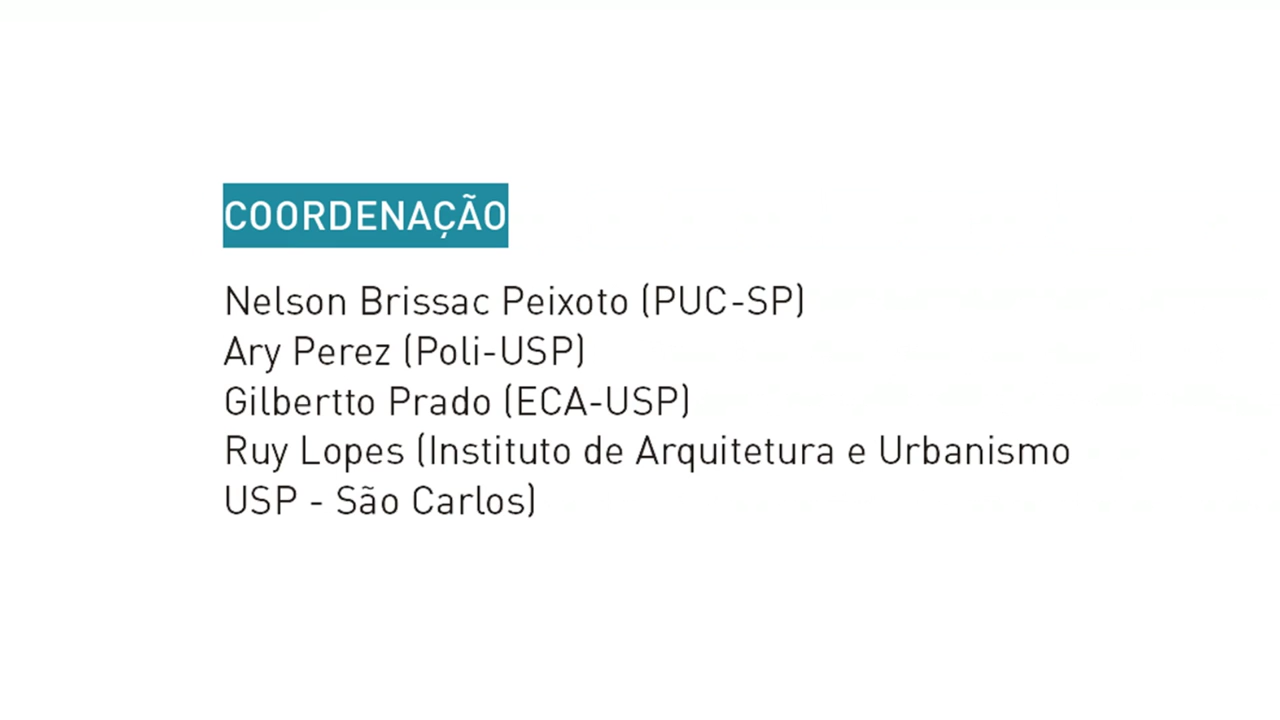 COORDENAÇÃO
Nelson Brissac Peixoto (PUC-SP)
Ary Perez (Poli-USP)
Gilbertto Prado (ECA-USP)
Ruy Lopes (Instituto de Arquitetura e Urbanismo
USP - São Carlos)